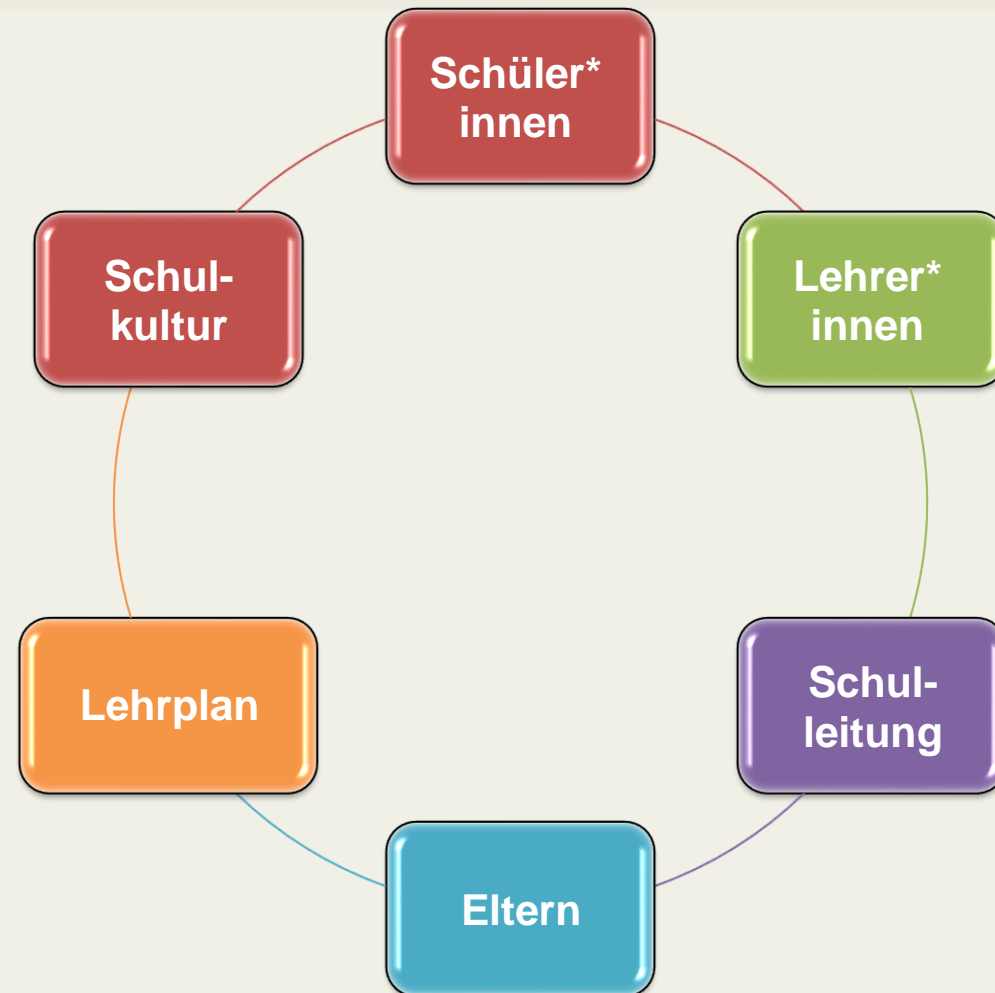 Schüler*
innen
Lehrer*
innen
Schul-
leitung
Eltern
Lehrplan
Schul-
kultur